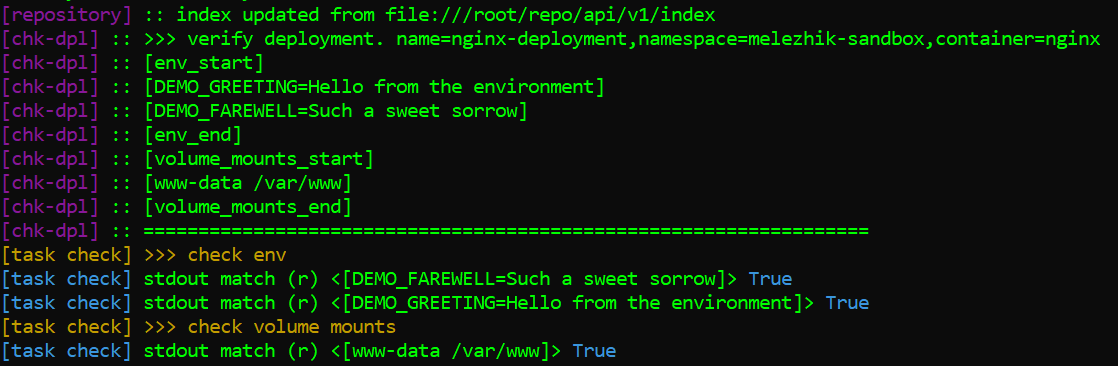 [repository] :: index updated from file:///root/repo/api/v1/index
[chk-dpl] :: >>> verify deployment. name=nginx-deployment,namespace=melezhik-sandbox,container=nginx
[chk-dpl] :: [env_start]
[chk-dpl] :: [DEMO_GREETING=Hello from the environment]
[chk-dpl] :: [DEMO_FAREWELL=Such a sweet sorrow]
[chk-dpl] :: [env_end]
[chk-dpl] :: [volume_mounts_start]
[chk-dpl] :: [www-data /var/www]
[chk-dpl] :: [volume_mounts_end]
[chk-dpl] :: ==================================================================
[task check] >>> check env
[task check] stdout match (r) <[DEMO_FAREWELL=Such a sweet sorrow]> True
[task check] stdout match (r) <[DEMO_GREETING=Hello from the environment]> True
[task check] >>> check volume mounts
[task check] stdout match (r) <[www-data /var/www]> True